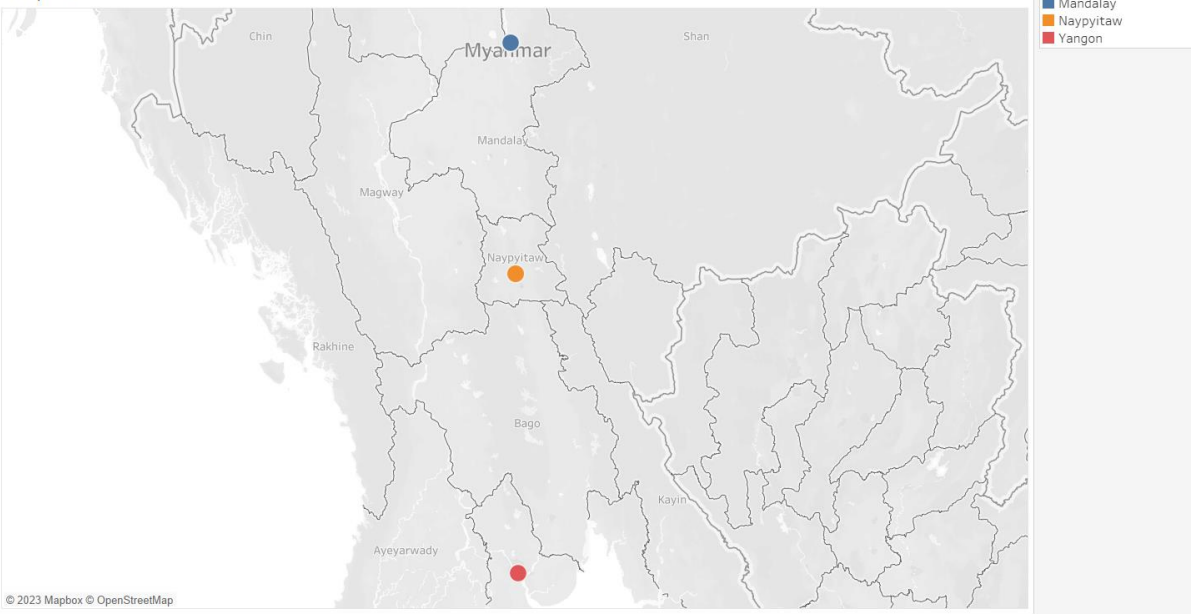 Mandalay
Naypyitaw
Yangon
Chin
Shan
Myanmar
Mandalay
Magway
Naypyitaw
Rakhine
Bago
Kayin
Ayeyarwady
© 2023 Mapbox © OpenStreetMap